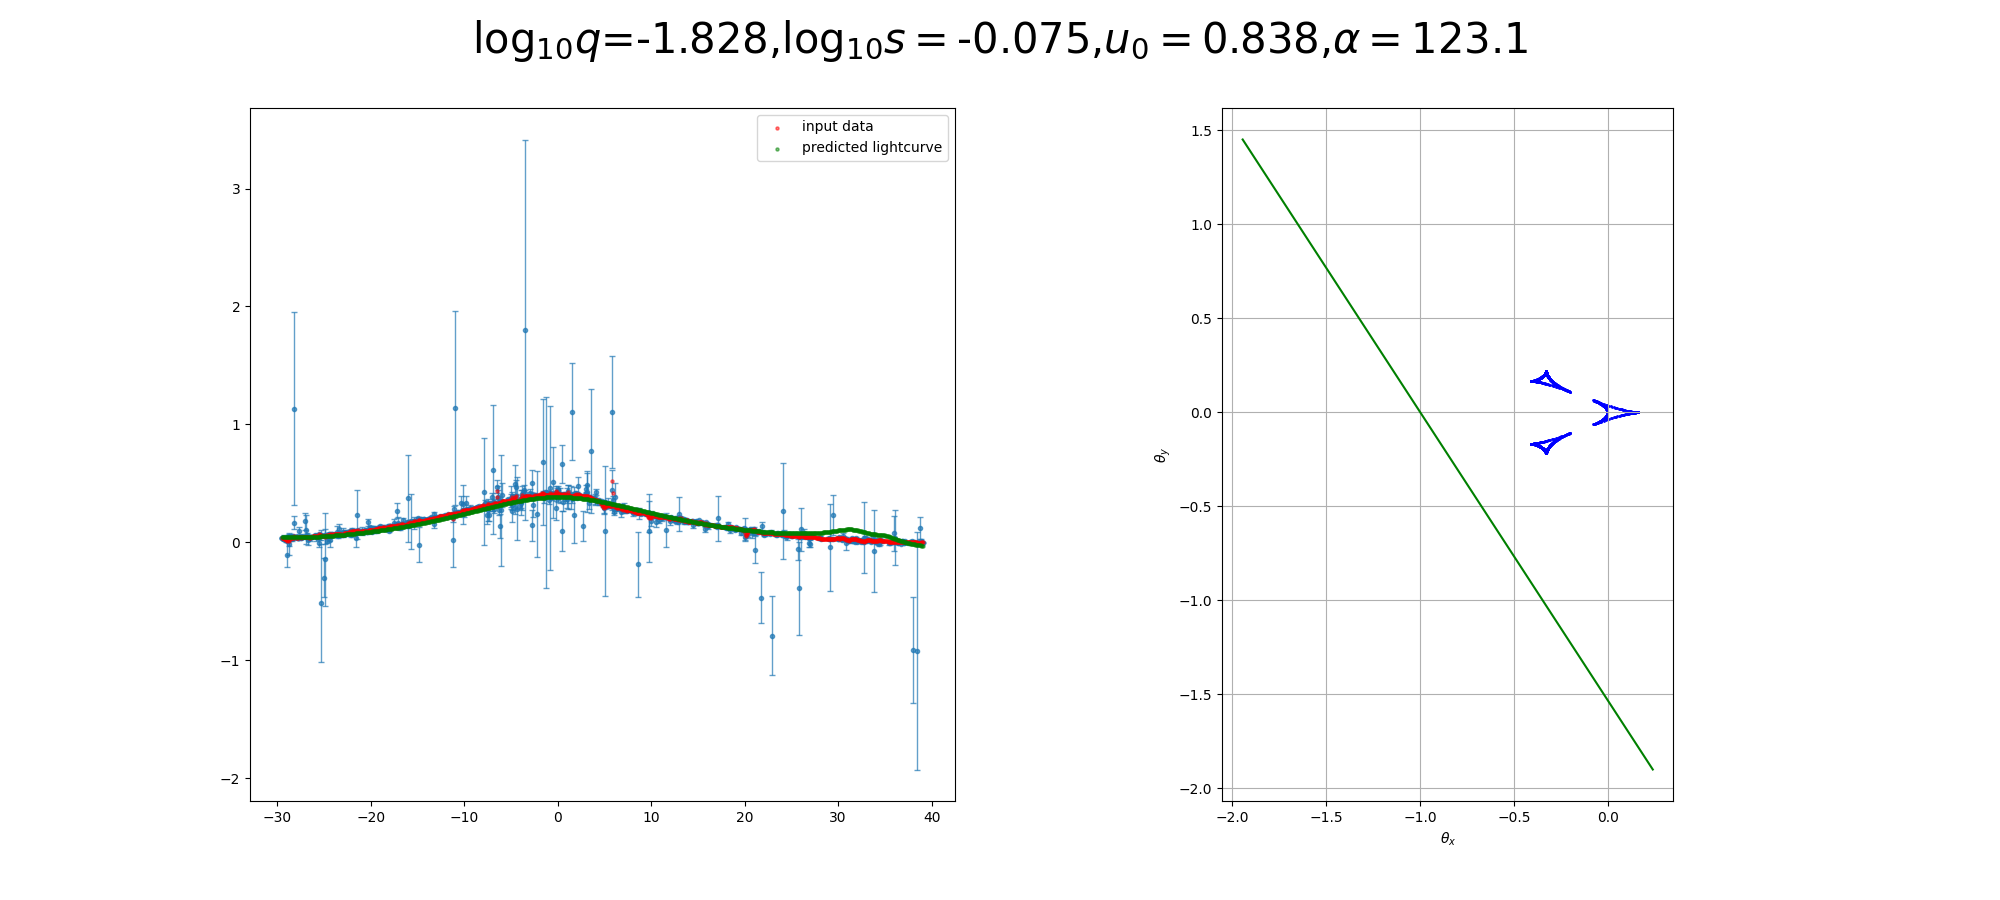 log₁₀q=-1.828,log₁₀s = -0.075,u₀ = 0.838,α = 123.1
input data
predicted lightcurve
3
2
1
0
−1
−2
−30 −20 −10 0 10 20 30 40
1.5
1.0
0.5
0.0
−0.5
−1.0
−1.5
−2.0
θy
−2.0 −1.5 −1.0 −0.5 0.0
θx